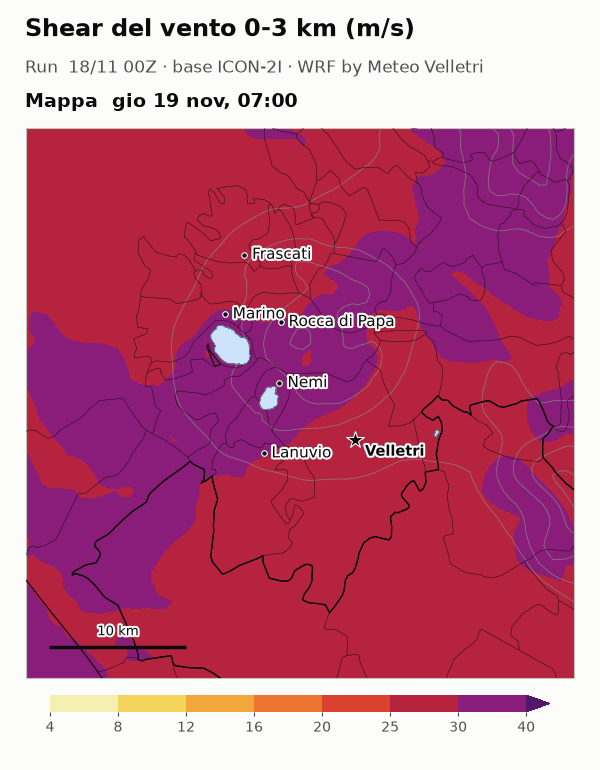 Shear del vento 0-3 km (m/s)
Run  18/11 00Z · base ICON-2I · WRF by Meteo Velletri
Mappa  gio 19 nov, 07:00
Frascati
Marino
Rocca di Papa
Nemi
Velletri
Lanuvio
10 km
4 8 12 16 20 25 30 40